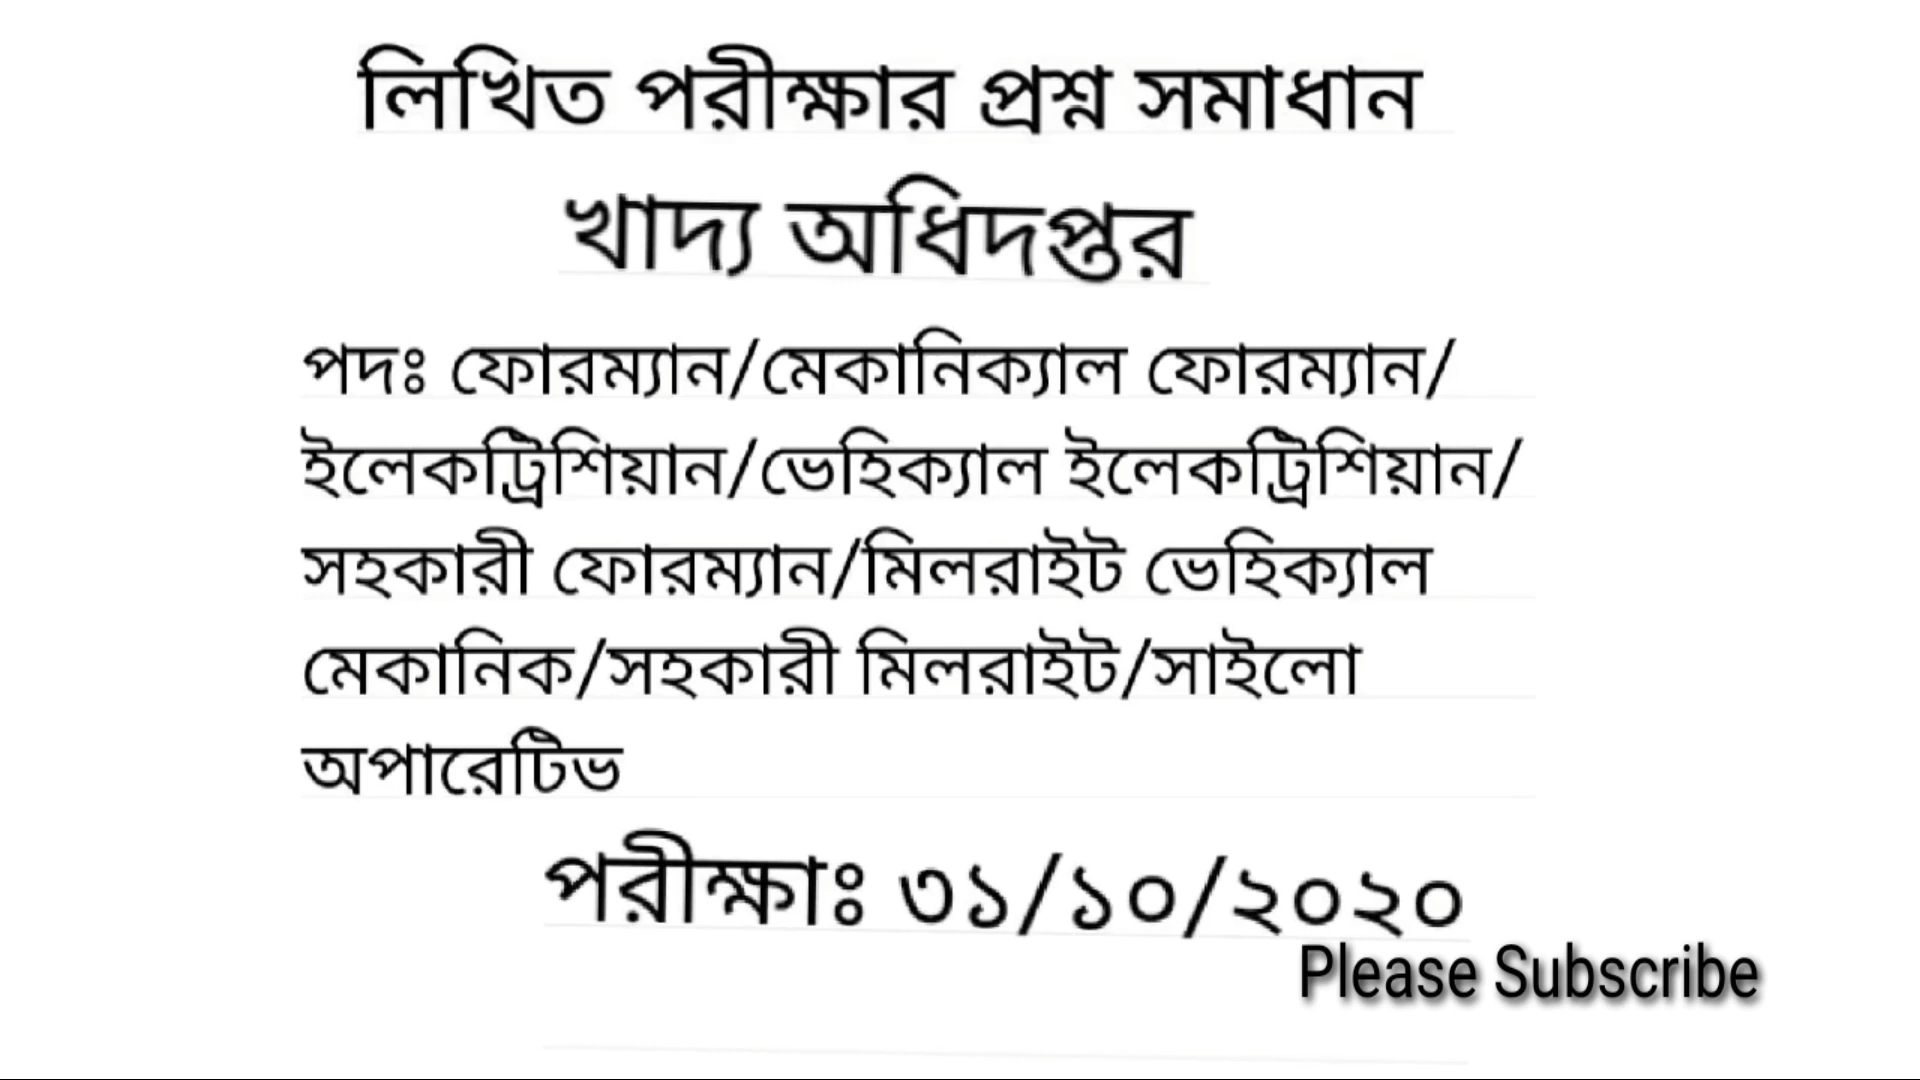 লিখিত পরীক্ষার প্রশ্ন সমাধান
খাদ্য অধিদপ্তর
পদঃ ফোরম্যান/মেকানিক্যাল ফোরম্যান/
ইলেকট্রিশিয়ান/ভেহিক্যাল ইলেকট্রিশিয়ান/
সহকারী ফোরম্যান/মিলরাইট ভেহিক্যাল
মেকানিক/সহকারী মিলরাইট/সাইলো
অপারেটিভ
পরীক্ষাঃ ৩১/১০/২০২০
Please Subscribe